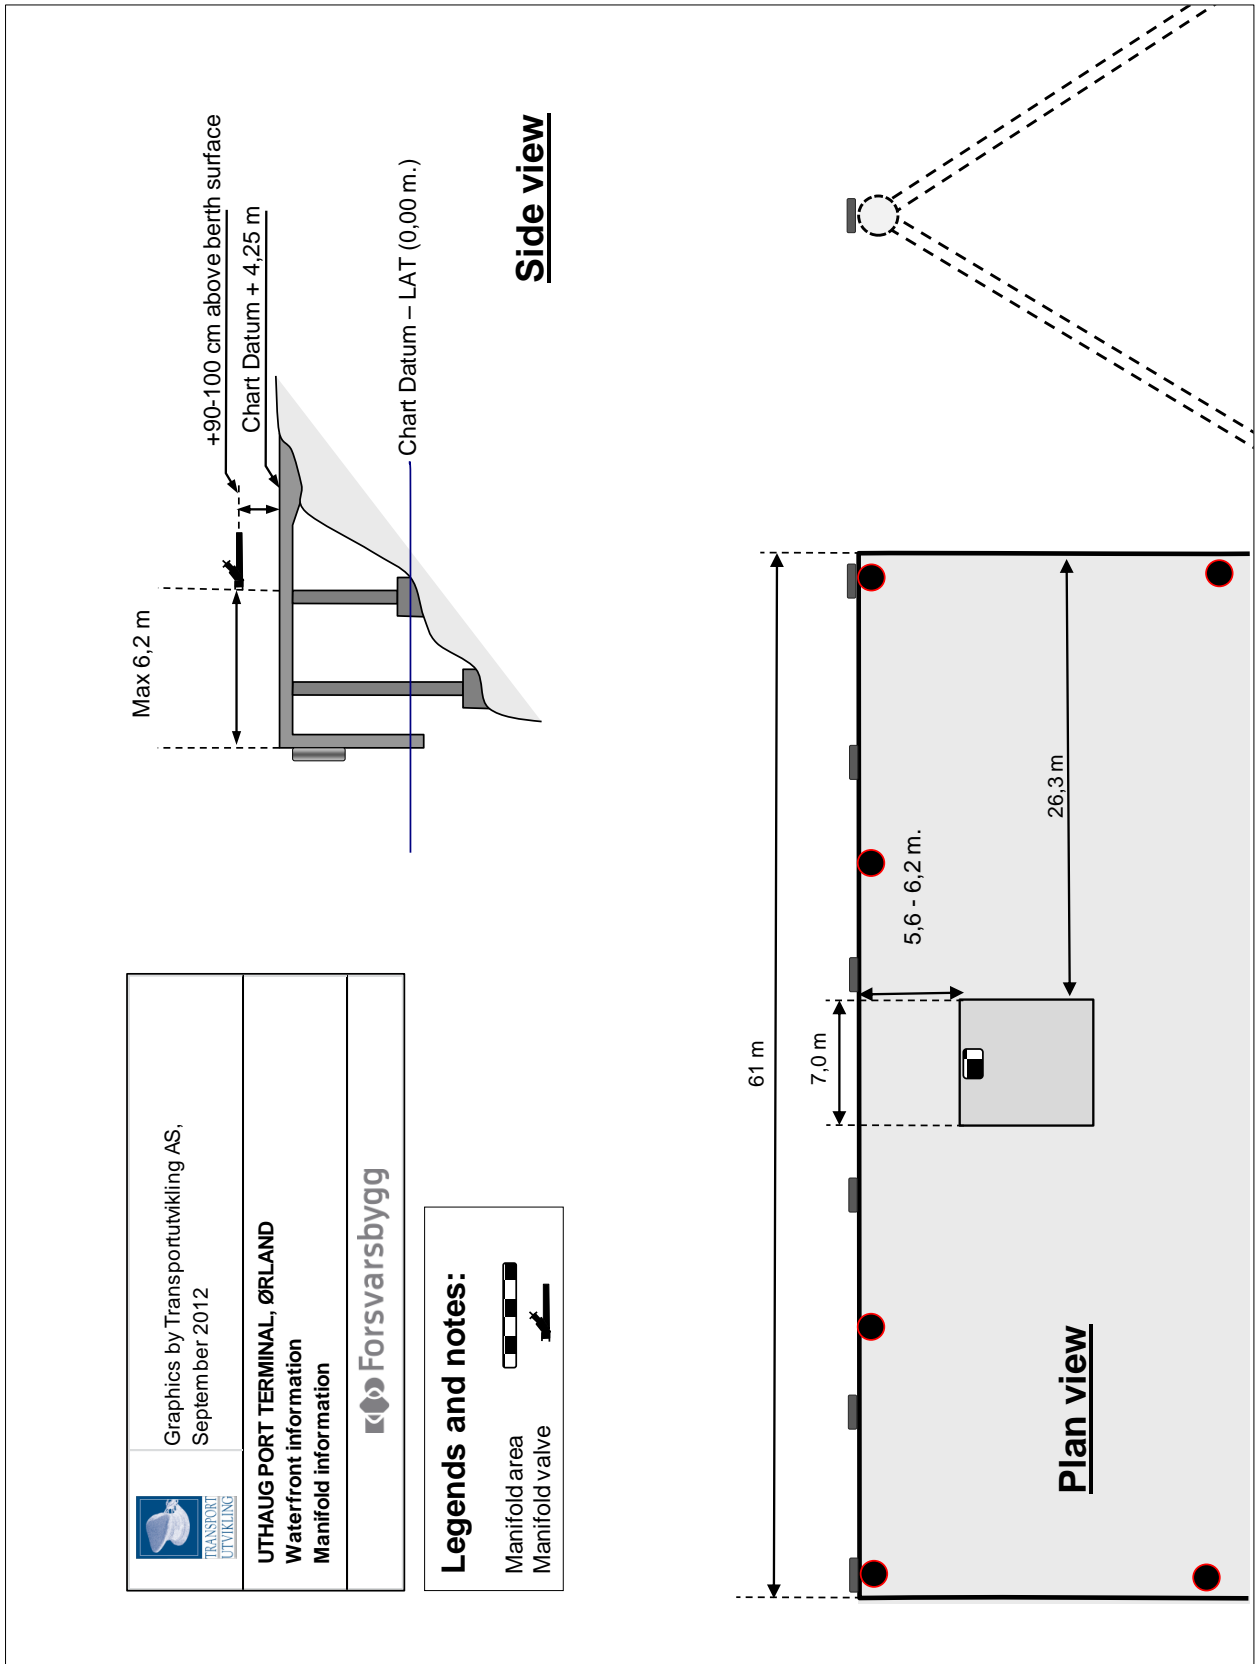 Graphics by Transportutvikling AS,
September 2012
TRANSPORT
UTVIKLING
UTHAUG PORT TERMINAL, ØRLAND
Waterfront information
Manifold information
Forsvarsbygg
Legends and notes:
Manifold area
Manifold valve
Max 6,2 m
+90-100 cm above berth surface
Chart Datum + 4,25 m
Chart Datum – LAT (0,00 m.)
Side view
61 m
7,0 m
5,6 - 6,2 m.
26,3 m
Plan view